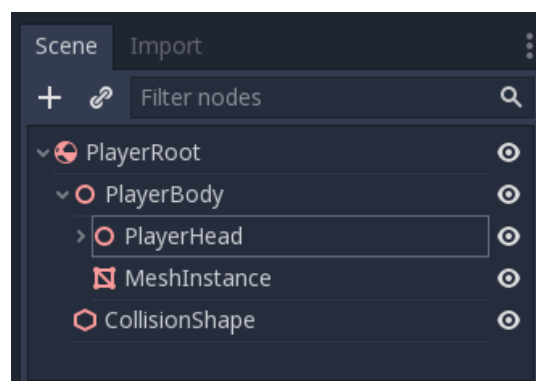 Scene Import
Filter nodes
PlayerRoot
PlayerBody
PlayerHead
MeshInstance
CollisionShape